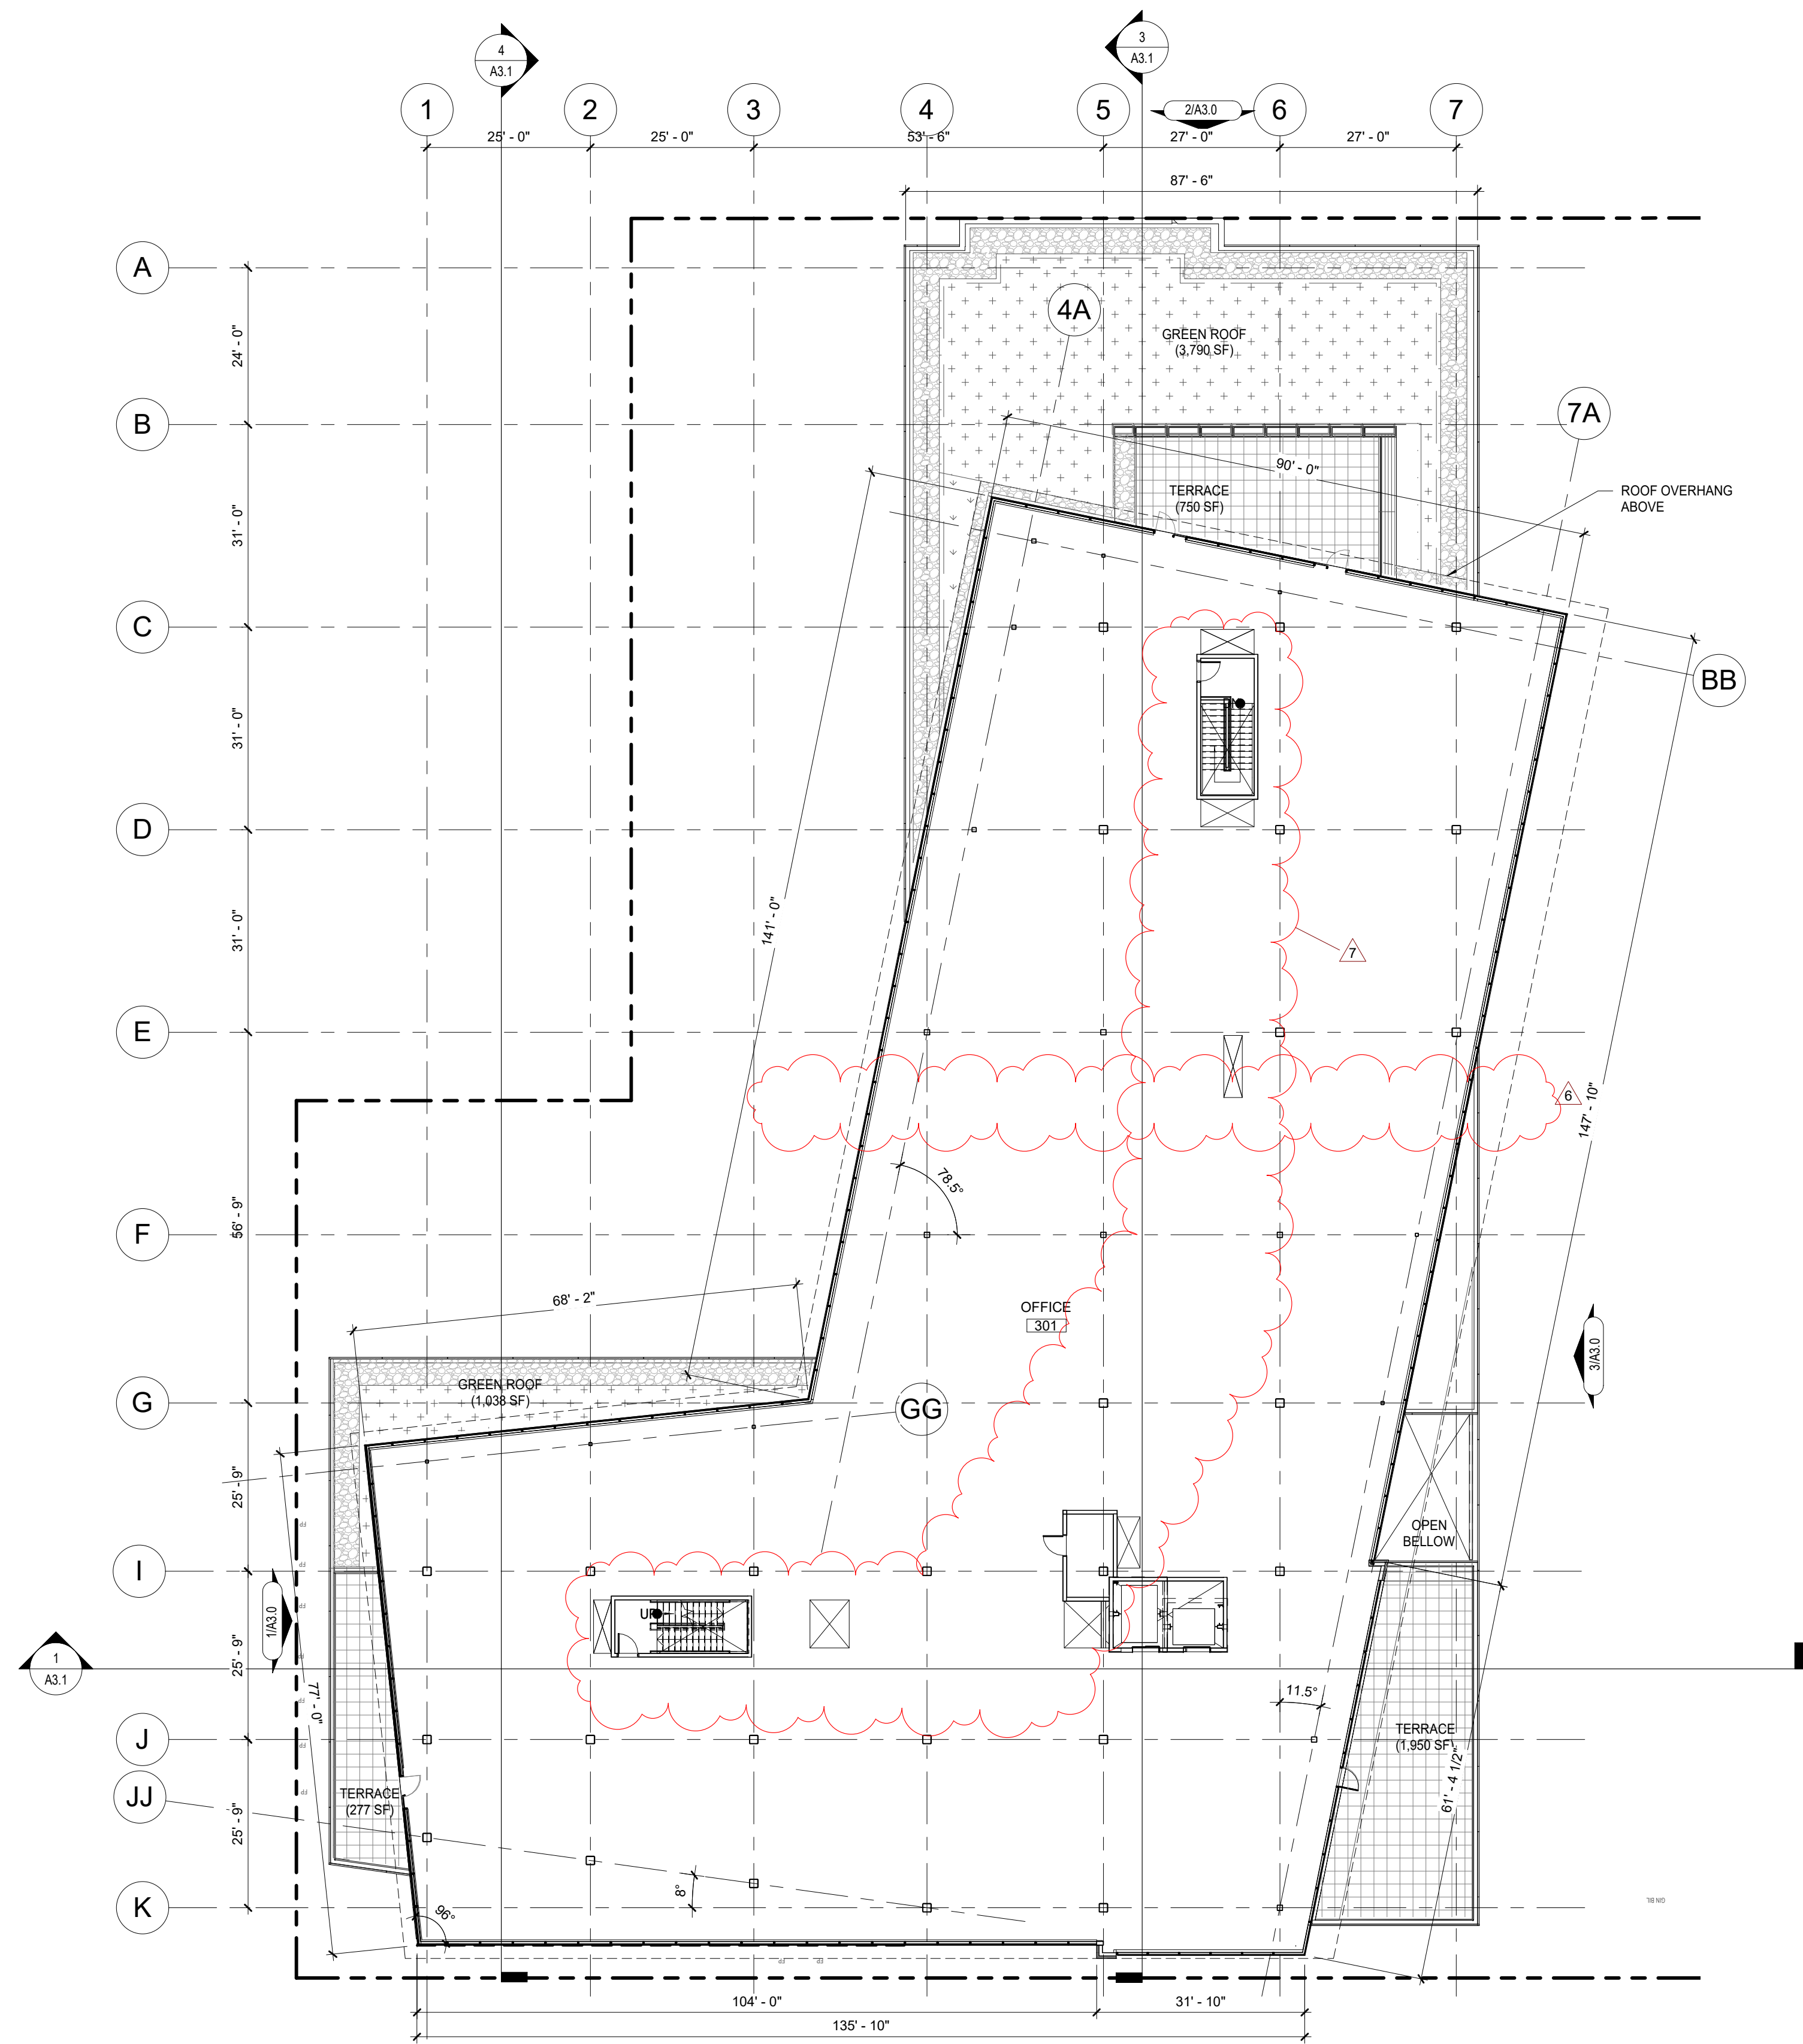 4
A3.1
3
A3.1
1
2
3
4
5
2/A3.0
6
7
25' - 0"
25' - 0"
53' - 6"
27' - 0"
27' - 0"
87' - 6"
A
4A
GREEN ROOF
(3,790 SF)
24' - 0"
B
7A
90' - 0"
TERRACE
(750 SF)
ROOF OVERHANG
ABOVE
31' - 0"
C
BB
31' - 0"
D
141' - 0"
31' - 0"
7
E
6
147' - 10"
78.5°
56' - 9"
F
68' - 2"
OFFICE
301
3/A3.0
GREEN ROOF
(1,038 SF)
G
GG
25' - 9"
OPEN
BELLOW
I
1/A3.0
UP
1
A3.1
25' - 9"
77' - 0"
11.5°
J
TERRACE
(1,950 SF)
JJ
TERRACE
(277 SF)
61' - 4 1/2"
25' - 9"
8°
K
96°
104' - 0"
31' - 10"
135' - 10"